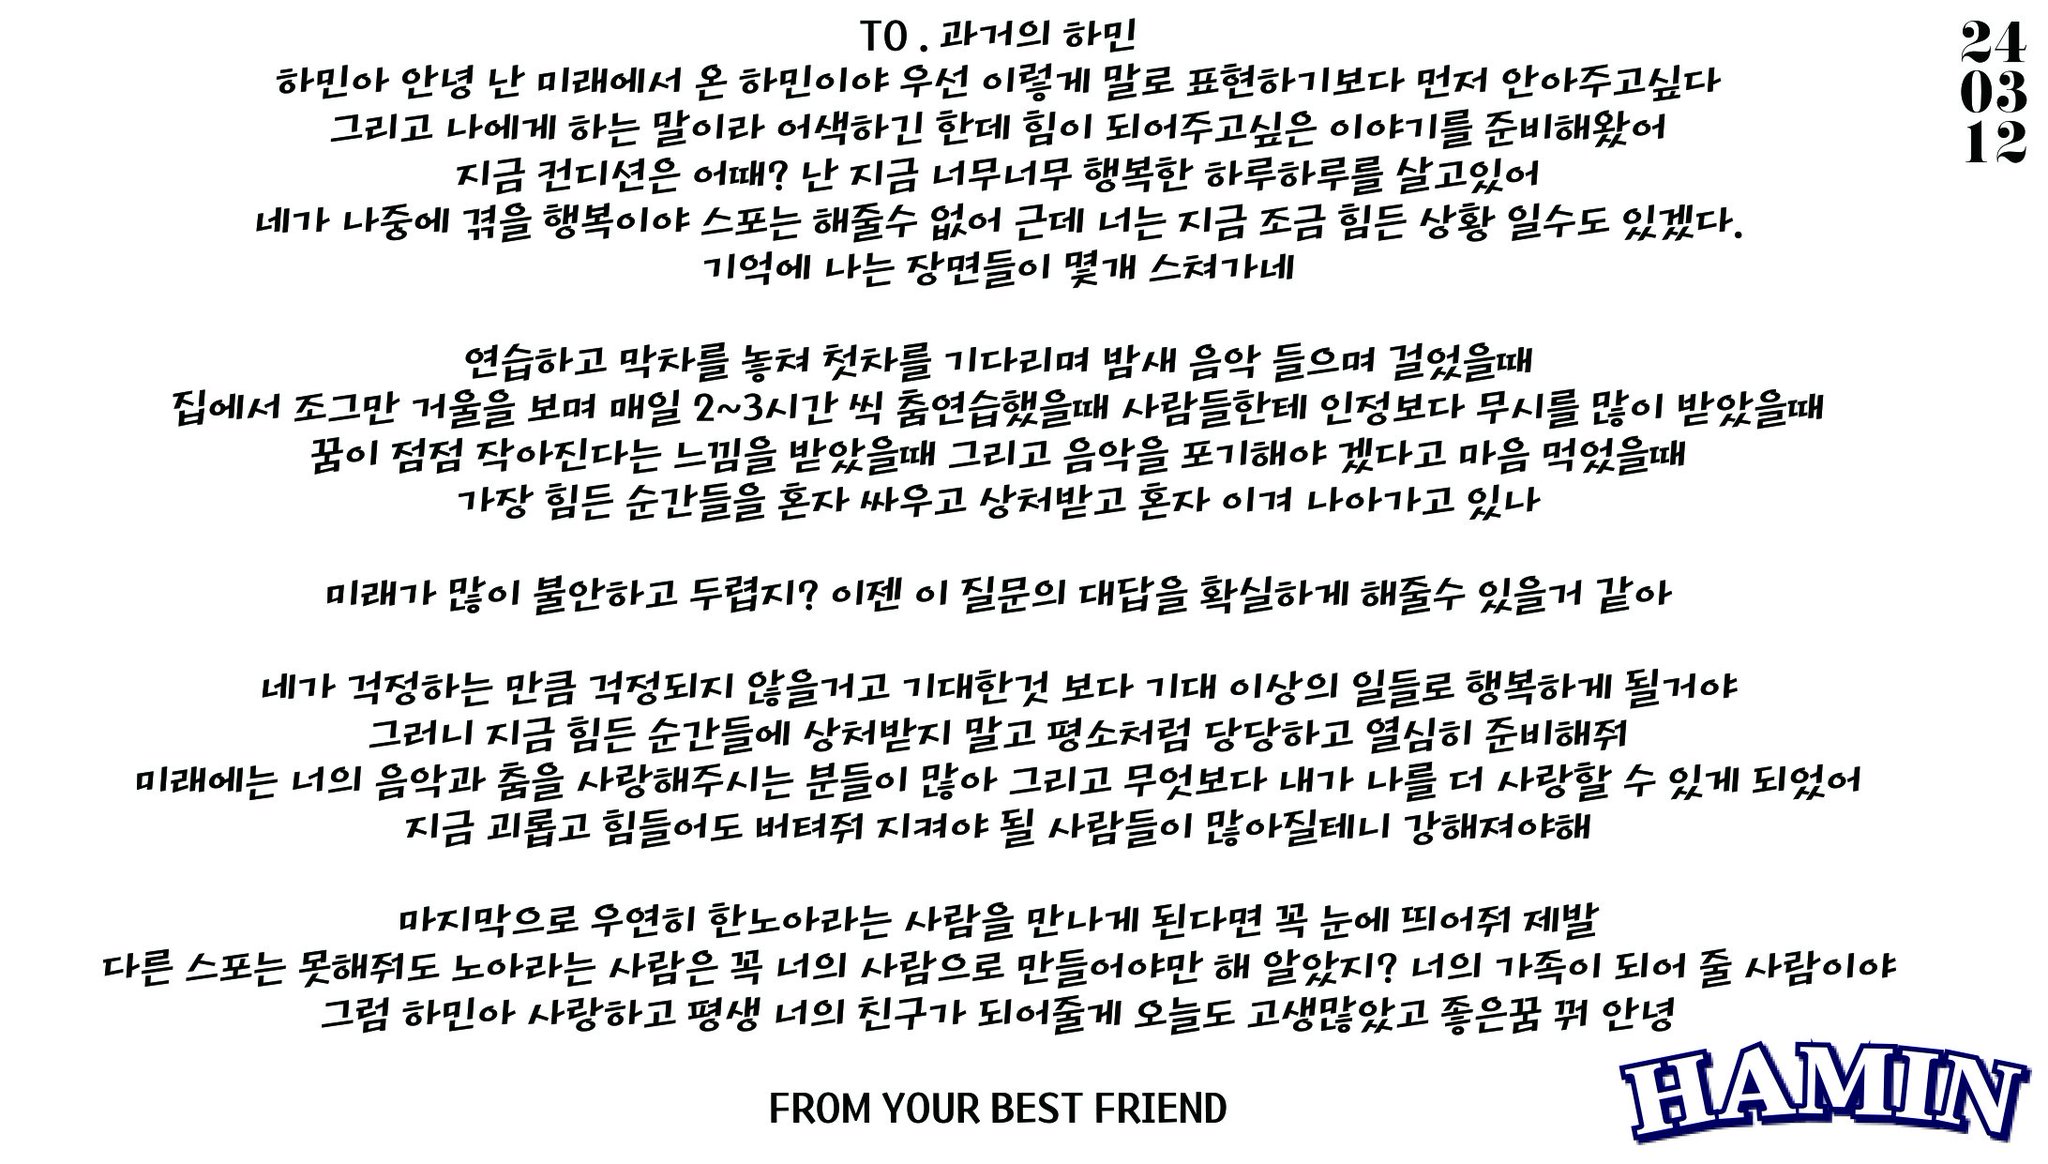 TO . 과거의 하민
하민아 안녕 난 미래에서 온 하민이야 우선 이렇게 말로 표현하기보다 먼저 안아주고싶다
그리고 나에게 하는 말이라 어색하긴 한데 힘이 되어주고싶은 이야기를 준비해왔어
지금 컨디션은 어때? 난 지금 너무너무 행복한 하루하루를 살고있어
네가 나중에 겪을 행복이야 스포는 해줄수 없어 근데 너는 지금 조금 힘든 상황 일수도 있겠다.
기억에 나는 장면들이 몇개 스쳐가네
연습하고 막차를 놓쳐 첫차를 기다리며 밤새 음악 들으며 걸었을때
집에서 조그만 거울을 보며 매일 2~3시간 씩 춤연습했을때 사람들한테 인정보다 무시를 많이 받았을때
꿈이 점점 작아진다는 느낌을 받았을때 그리고 음악을 포기해야 겠다고 마음 먹었을때
가장 힘든 순간들을 혼자 싸우고 상처받고 혼자 이겨 나아가고 있나
미래가 많이 불안하고 두렵지? 이젠 이 질문의 대답을 확실하게 해줄수 있을거 같아
네가 걱정하는 만큼 걱정되지 않을거고 기대한것 보다 기대 이상의 일들로 행복하게 될거야
그러니 지금 힘든 순간들에 상처받지 말고 평소처럼 당당하고 열심히 준비해줘
미래에는 너의 음악과 춤을 사랑해주시는 분들이 많아 그리고 무엇보다 내가 나를 더 사랑할 수 있게 되었어
지금 괴롭고 힘들어도 버텨줘 지켜야 될 사람들이 많아질테니 강해져야해
마지막으로 우연히 한노아라는 사람을 만나게 된다면 꼭 눈에 띄어줘 제발
다른 스포는 못해줘도 노아라는 사람은 꼭 너의 사람으로 만들어야만 해 알았지? 너의 가족이 되어 줄 사람이야
그럼 하민아 사랑하고 평생 너의 친구가 되어줄게 오늘도 고생많았고 좋은꿈 꿔 안녕
FROM YOUR BEST FRIEND
24
03
12
HAMIN